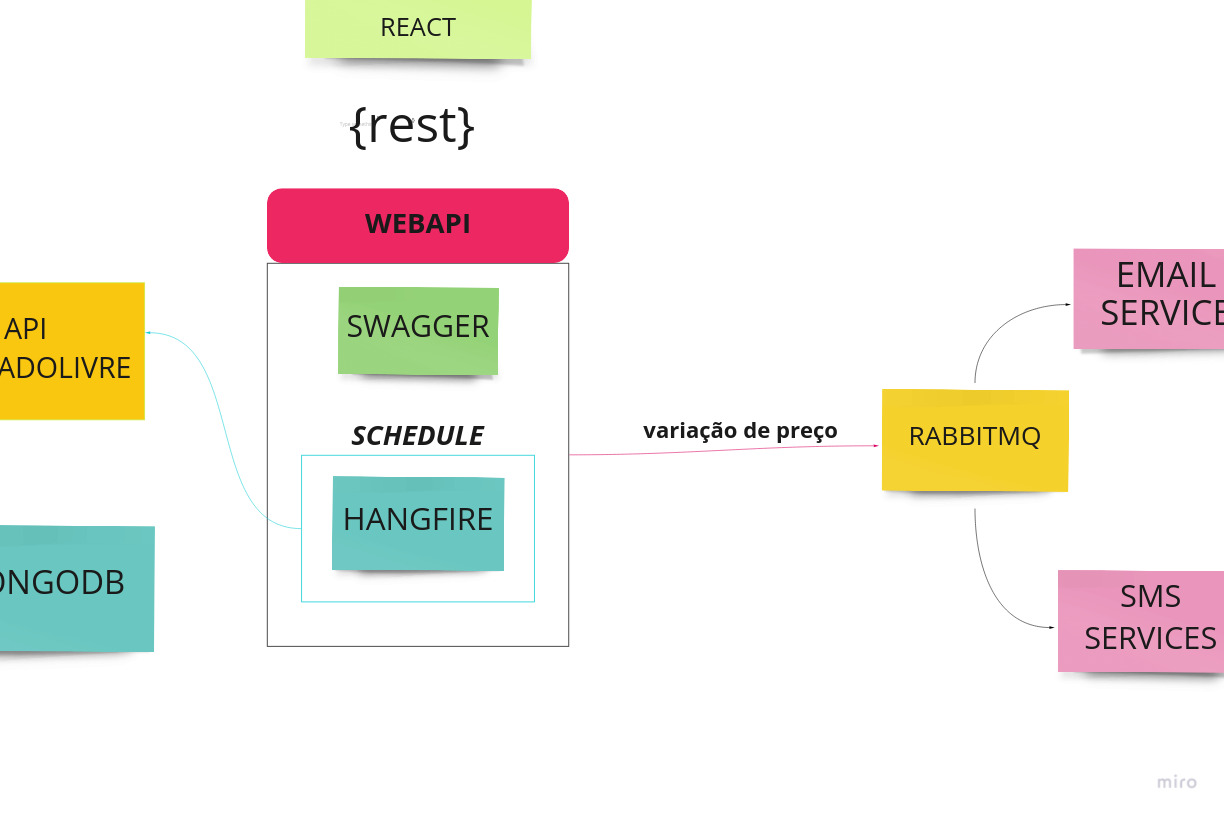 REACT
{rest}
WEBAPI
SWAGGER
API
ADOLIVRE
EMAIL
SERVICE
SCHEDULE
variação de preço
RABBITMQ
HANGFIRE
ONGODB
SMS
SERVICES
miro